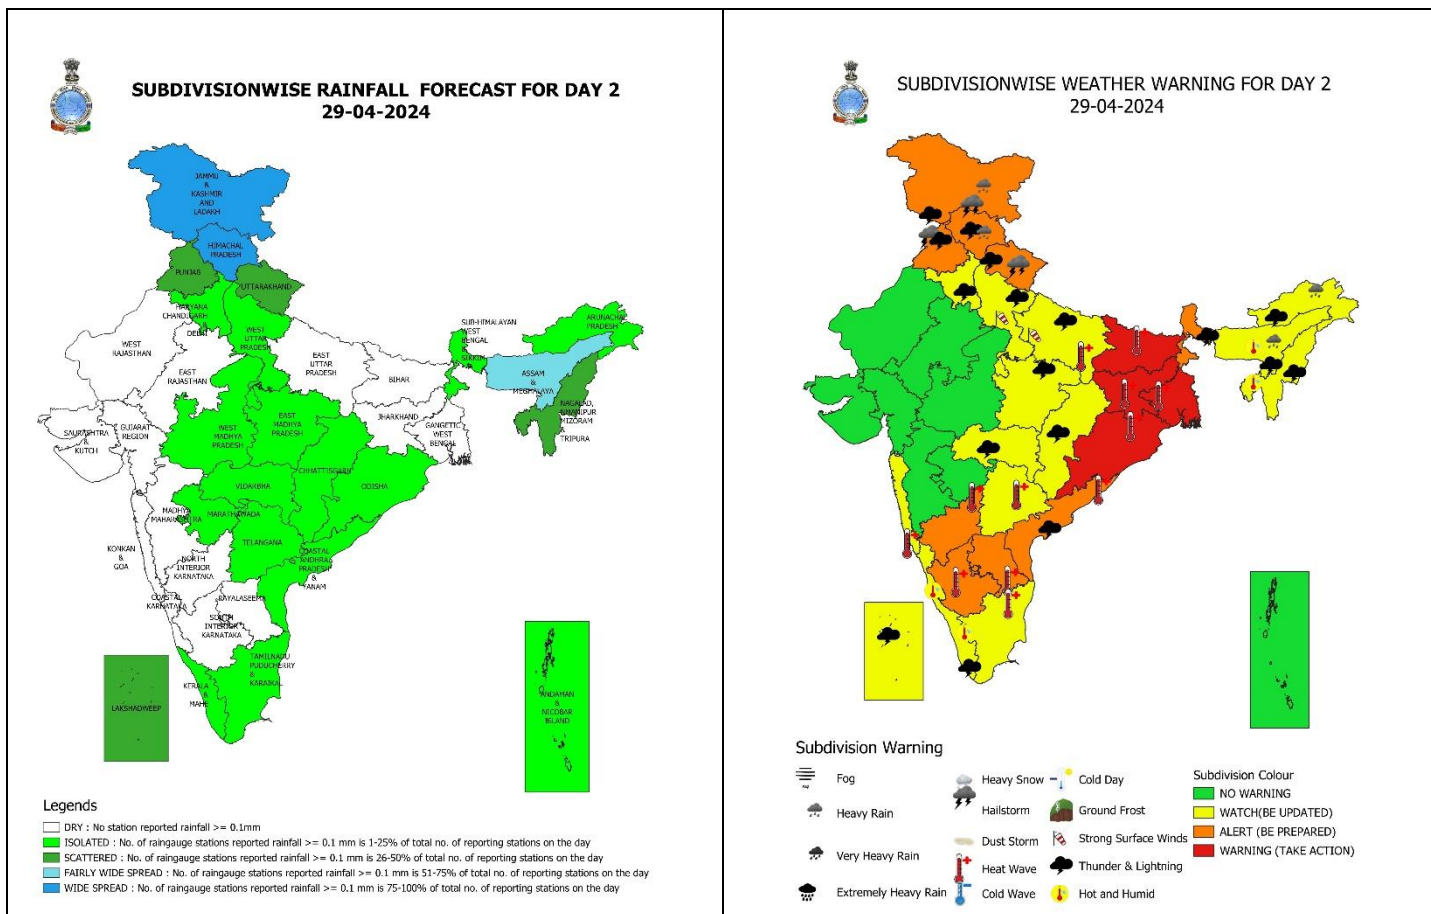 SUBDIVISIONWISE RAINFALL FORECAST FOR DAY 2
29-04-2024
JAMMU
&
KASHMIR
AND
LADAKH
HIMACHAL
PRADESH
PUNJAB
UTTARAKHAND
HARYANA
CHANDIGARH
&
DELHI
WEST
UTTAR
PRADESH
WEST
RAJASTHAN
EAST
RAJASTHAN
EAST
UTTAR
PRADESH
BIHAR
SUB-HIMALAYAN
WEST
BENGAL
&
SIKKIM
ARUNACHAL
PRADESH
ASSAM
&
MEGHALAYA
NAGALAD,
MANIPUR
MIZORAM
&
TRIPURA
JHARKHAND
GANGETIC
WEST
BENGAL
SAURASHTRA
&
KUTCH
GUJARAT
REGION
WEST
MADHYA
PRADESH
EAST
MADHYA
PRADESH
CHHATTISGARH
ODISHA
VIDARBHA
MADHYA
MAHARASHTRA
MARATHAWADA
TELANGANA
KONKAN
&
GOA
NORTH
INTERIOR
KARNATAKA
COASTAL
ANDHRA
PRADESH
&
YANAM
COASTAL
KARNATAKA
RAYALASEEMA
SOUTH
INTERIOR
KARNATAKA
TAMILNADU
PUDUCHERRY
&
KARAIKAL
KERALA
&
MAHE
LAKSHADWEEP
ANDAMAN
&
NICOBAR
ISLAND
Legends
DRY : No station reported rainfall >= 0.1mm
ISOLATED : No. of raingauge stations reported rainfall >= 0.1 mm is 1-25% of total no. of reporting stations on the day
SCATTERED : No. of raingauge stations reported rainfall >= 0.1 mm is 26-50% of total no. of reporting stations on the day
FAIRLY WIDE SPREAD : No. of raingauge stations reported rainfall >= 0.1 mm is 51-75% of total no. of reporting stations on the day
WIDE SPREAD : No. of raingauge stations reported rainfall >= 0.1 mm is 75-100% of total no. of reporting stations on the day
SUBDIVISIONWISE WEATHER WARNING FOR DAY 2
29-04-2024
Subdivision Warning
Fog
Heavy Rain
Very Heavy Rain
Extremely Heavy Rain
Heavy Snow
Hailstorm
Dust Storm
Heat Wave
Cold Wave
Cold Day
Ground Frost
Strong Surface Winds
Thunder & Lightning
Hot and Humid
Subdivision Colour
NO WARNING
WATCH(BE UPDATED)
ALERT (BE PREPARED)
WARNING (TAKE ACTION)